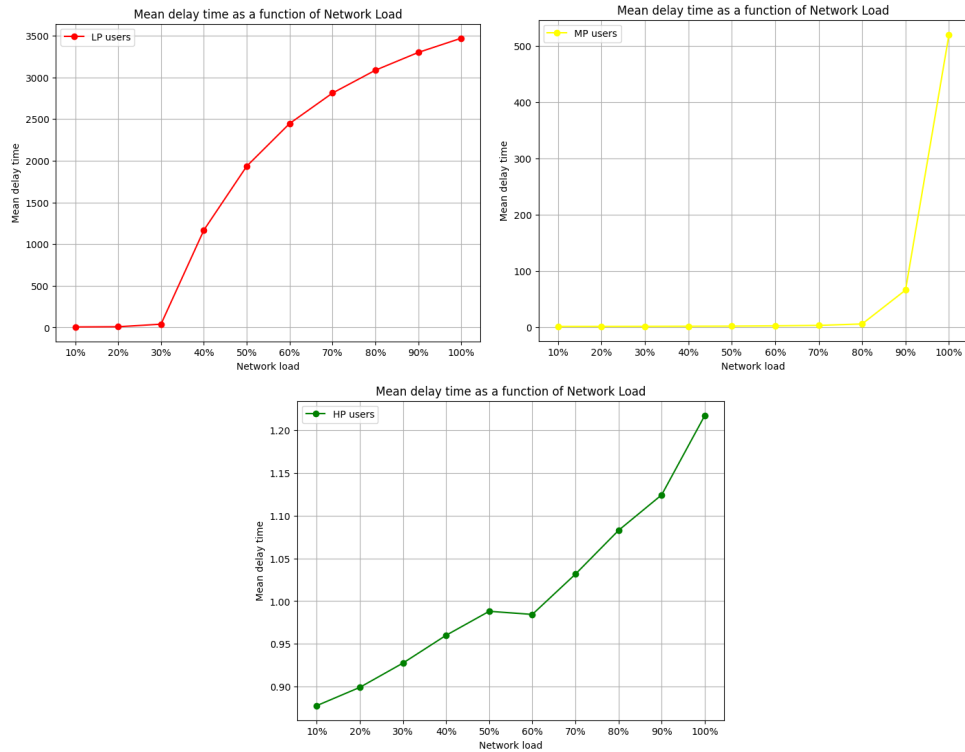 Mean delay time as a function of Network Load
LP users
3500
3000
2500
2000
1500
1000
500
0
Mean delay time
10% 20% 30% 40% 50% 60% 70% 80% 90% 100%
Network load
Mean delay time as a function of Network Load
MP users
500
400
300
200
100
0
Mean delay time
10% 20% 30% 40% 50% 60% 70% 80% 90% 100%
Network load
Mean delay time as a function of Network Load
HP users
1.20
1.15
1.10
1.05
1.00
0.95
0.90
Mean delay time
10% 20% 30% 40% 50% 60% 70% 80% 90% 100%
Network load